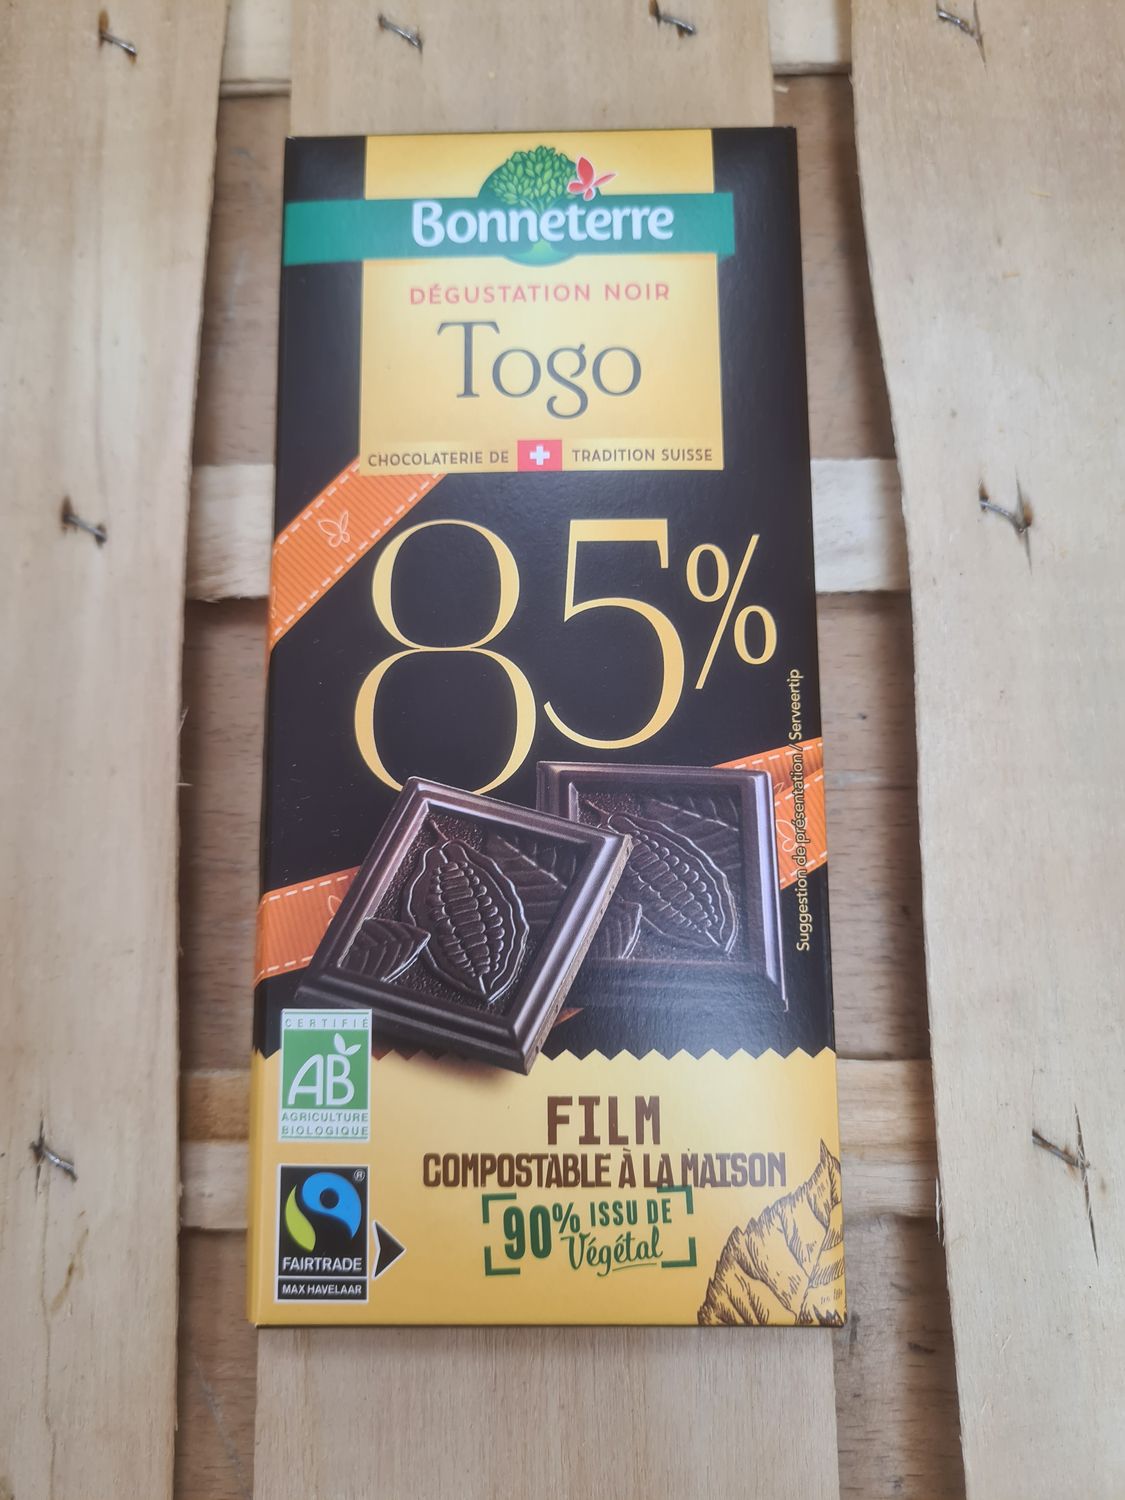 Bonneterre
DÉGUSTATION NOIR
Togo
CHOCOLATERIE DE TRADITION SUISSE
85%
Suggestion de présentation / Serveertip
CERTIFIÉ
AB
AGRICULTURE
BIOLOGIQUE
FILM
COMPOSTABLE À LA MAISON
90% ISSU DE
Végétal
®
FAIRTRADE
MAX HAVELAAR